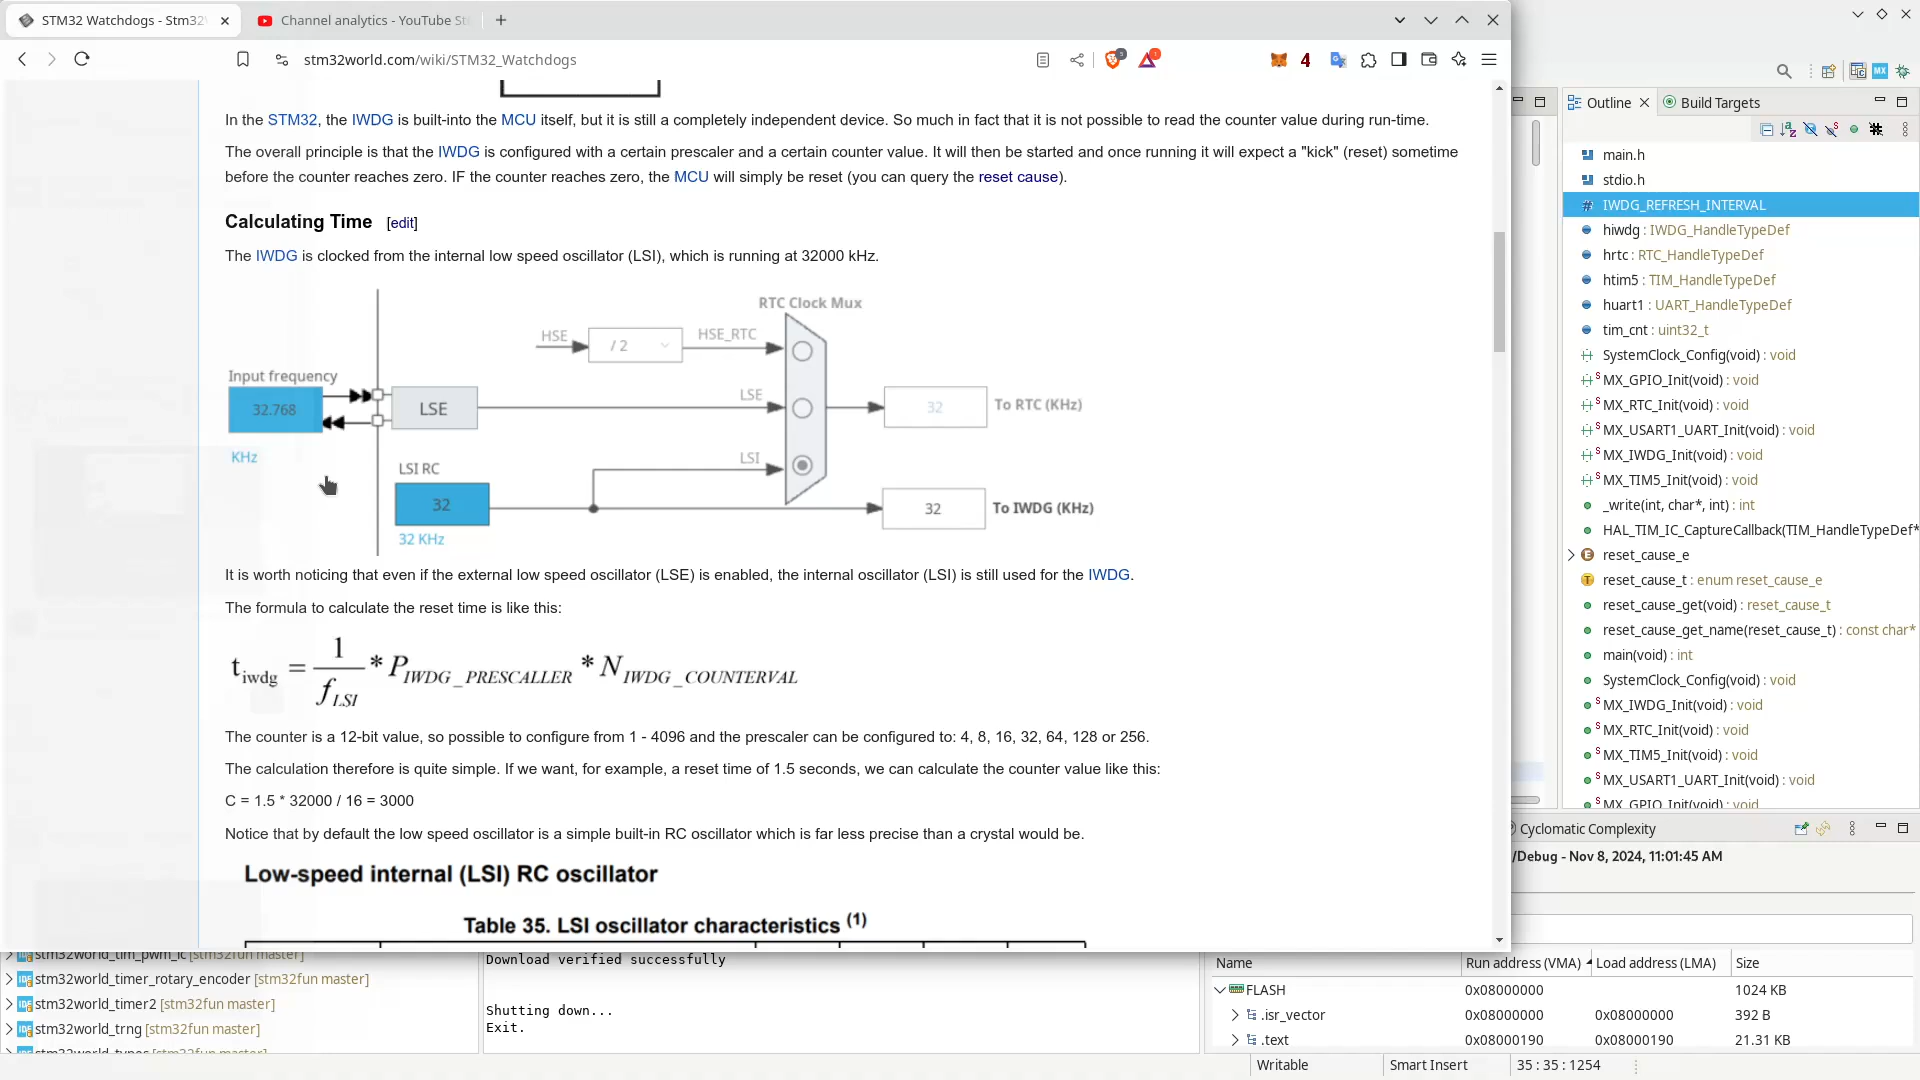 STM32 Watchdogs - Stm32
Channel analytics - YouTube St
stm32world.com/wiki/STM32_Watchdogs
In the STM32, the IWDG is built-into the MCU itself, but it is still a completely independent device. So much in fact that it is not possible to read the counter value during run-time.
The overall principle is that the IWDG is configured with a certain prescaler and a certain counter value. It will then be started and once running it will expect a "kick" (reset) sometime
before the counter reaches zero. IF the counter reaches zero, the MCU will simply be reset (you can query the reset cause).
Calculating Time [edit]
The IWDG is clocked from the internal low speed oscillator (LSI), which is running at 32000 kHz.
RTC Clock Mux
HSE
/ 2
HSE_RTC
Input frequency
32.768
LSE
LSE
32
To RTC (KHz)
KHz
LSI RC
LSI
32
32
To IWDG (KHz)
32 KHz
It is worth noticing that even if the external low speed oscillator (LSE) is enabled, the internal oscillator (LSI) is still used for the IWDG.
The formula to calculate the reset time is like this:
t_iwdg = 1/f_LSI * P_IWDG_PRESCALLER * N_IWDG_COUNTERVAL
The counter is a 12-bit value, so possible to configure from 1 - 4096 and the prescaler can be configured to: 4, 8, 16, 32, 64, 128 or 256.
The calculation therefore is quite simple. If we want, for example, a reset time of 1.5 seconds, we can calculate the counter value like this:
C = 1.5 * 32000 / 16 = 3000
Notice that by default the low speed oscillator is a simple built-in RC oscillator which is far less precise than a crystal would be.
Low-speed internal (LSI) RC oscillator
Table 35. LSI oscillator characteristics (1)
Outline
Build Targets
main.h
stdio.h
IWDG_REFRESH_INTERVAL
hiwdg : IWDG_HandleTypeDef
hrtc : RTC_HandleTypeDef
htim5 : TIM_HandleTypeDef
huart1 : UART_HandleTypeDef
tim_cnt : uint32_t
SystemClock_Config(void) : void
MX_GPIO_Init(void) : void
MX_RTC_Init(void) : void
MX_USART1_UART_Init(void) : void
MX_IWDG_Init(void) : void
MX_TIM5_Init(void) : void
_write(int, char*, int) : int
HAL_TIM_IC_CaptureCallback(TIM_HandleTypeDef*
reset_cause_e
reset_cause_t : enum reset_cause_e
reset_cause_get(void) : reset_cause_t
reset_cause_get_name(reset_cause_t) : const char*
main(void) : int
SystemClock_Config(void) : void
MX_IWDG_Init(void) : void
MX_RTC_Init(void) : void
MX_TIM5_Init(void) : void
MX_USART1_UART_Init(void) : void
MX_GPIO_Init(void) : void
Cyclomatic Complexity
/Debug - Nov 8, 2024, 11:01:45 AM
stm32world_tim_pwm_ic [stm32fun master]
stm32world_timer_rotary_encoder [stm32fun master]
stm32world_timer2 [stm32fun master]
stm32world_trng [stm32fun master]
stm32world_types [stm32fun master]
Download verified successfully
Shutting down...
Exit.
Name Run address (VMA) Load address (LMA) Size
FLASH 0x08000000 1024 KB
.isr_vector 0x08000000 0x08000000 392 B
.text 0x08000190 0x08000190 21.31 KB
Writable Smart Insert 35 : 35 : 1254